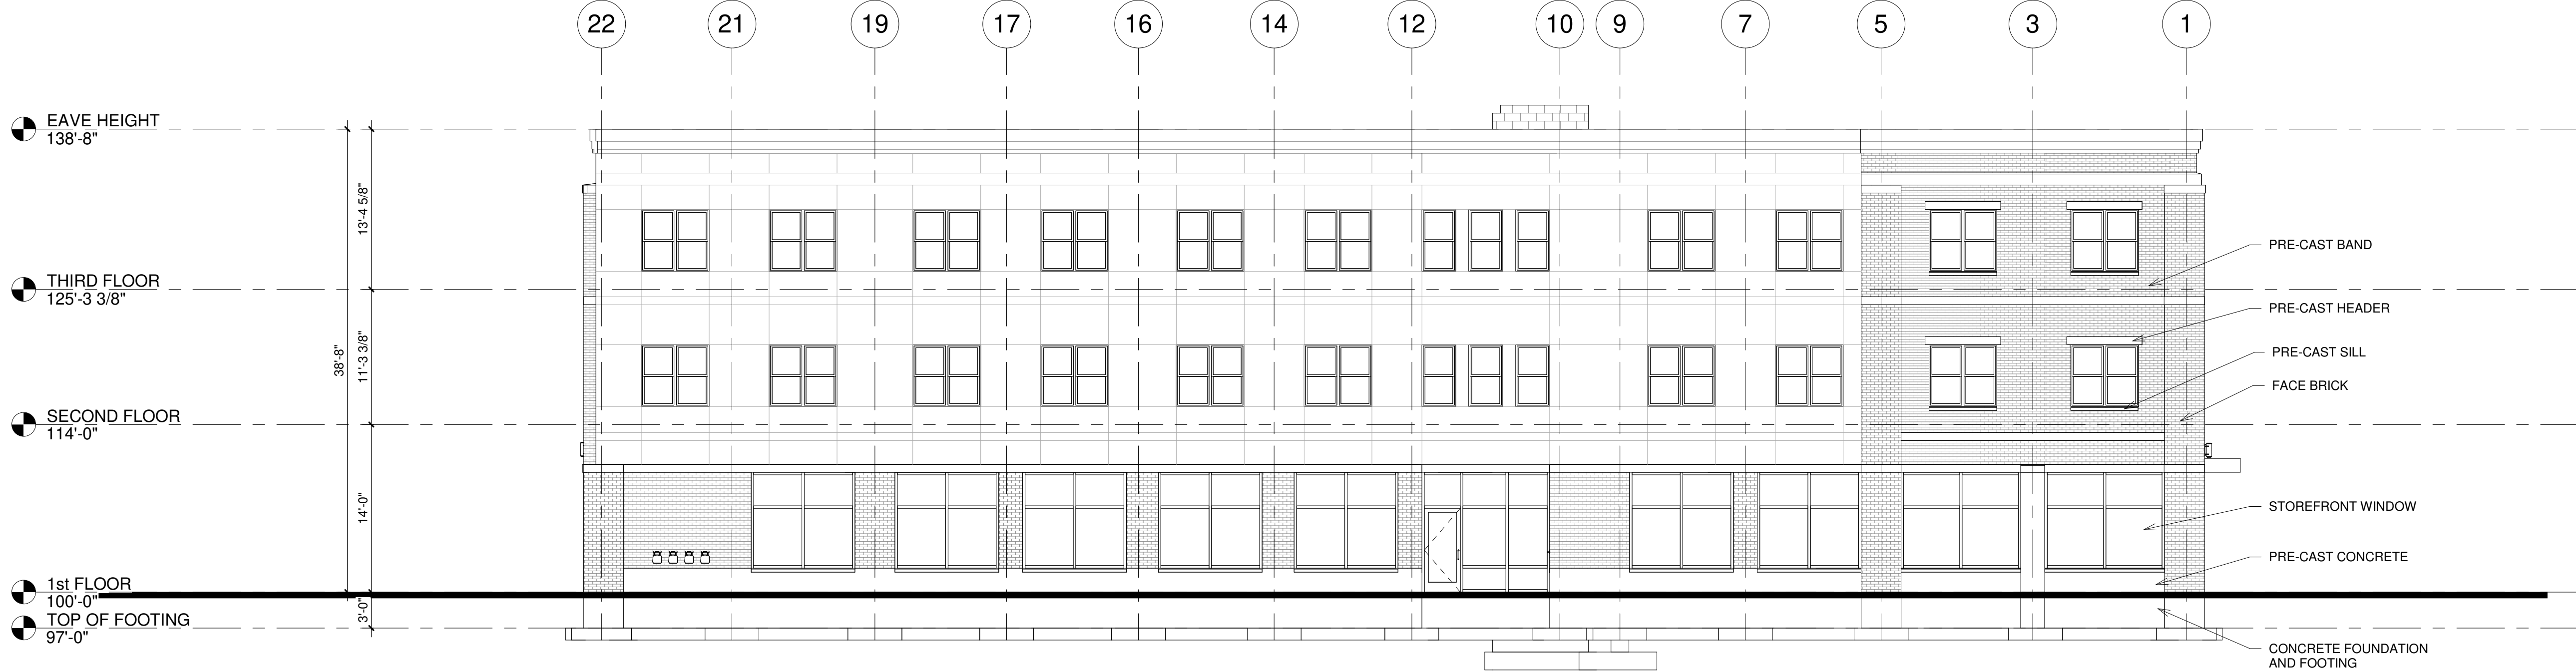 22 21 19 17 16 14 12 10 9 7 5 3 1
EAVE HEIGHT
138'-8"
13'-4 5/8"
THIRD FLOOR
125'-3 3/8"
38'-8"
11'-3 3/8"
SECOND FLOOR
114'-0"
14'-0"
1st FLOOR
100'-0"
3'-0"
TOP OF FOOTING
97'-0"
PRE-CAST BAND
PRE-CAST HEADER
PRE-CAST SILL
FACE BRICK
STOREFRONT WINDOW
PRE-CAST CONCRETE
CONCRETE FOUNDATION
AND FOOTING